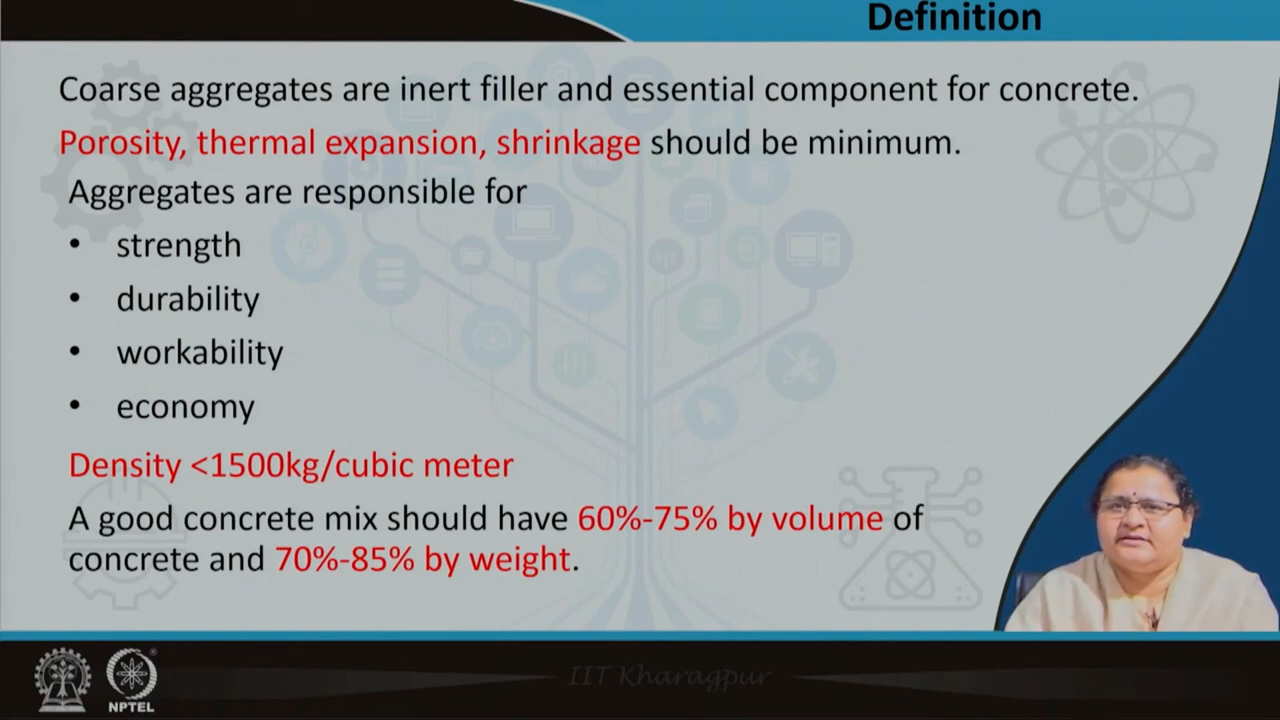 Definition
Coarse aggregates are inert filler and essential component for concrete.
Porosity, thermal expansion, shrinkage should be minimum.
Aggregates are responsible for
• strength
• durability
• workability
• economy
Density <1500kg/cubic meter
A good concrete mix should have 60%-75% by volume of
concrete and 70%-85% by weight.
IIT Kharagpur
NPTEL